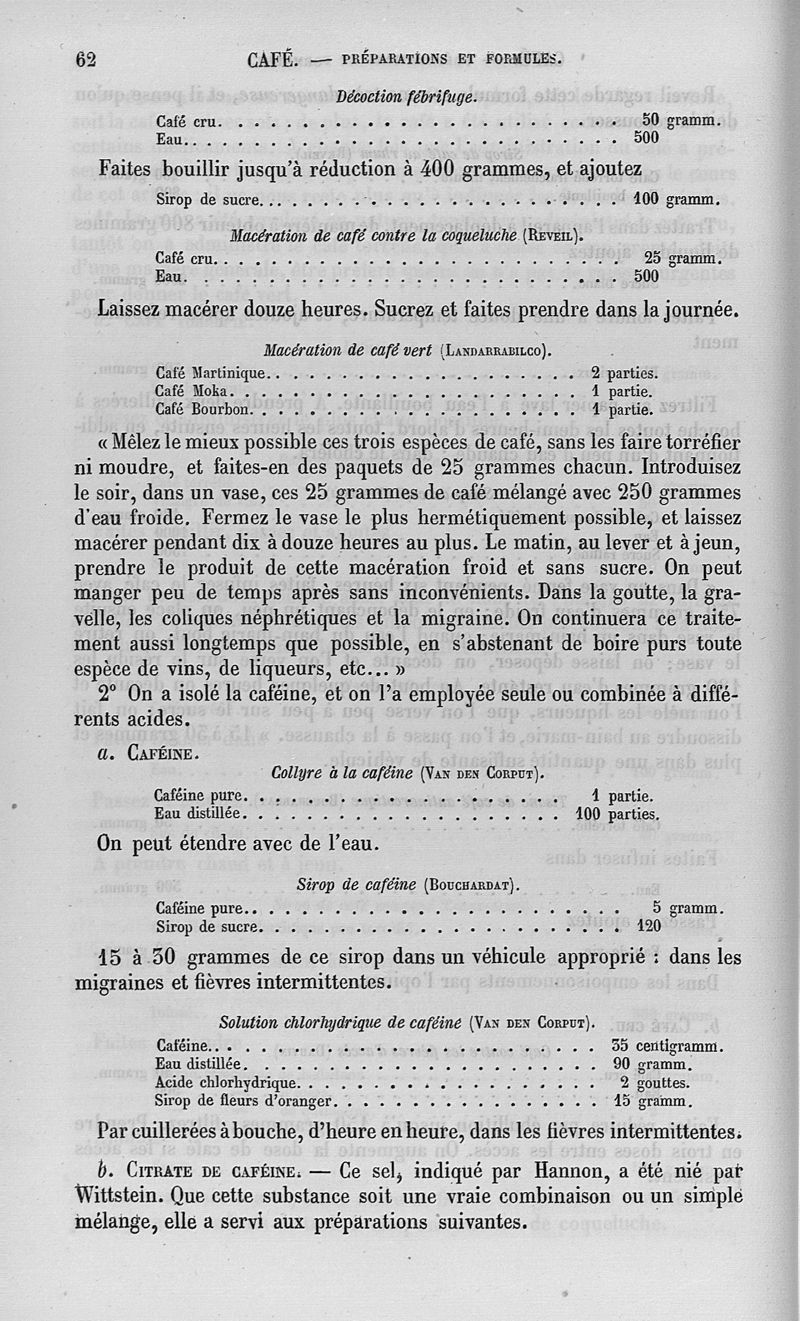 62 CAFÉ. — PRÉPARATIONS ET FORMULES.
Décoction fébrifuge.
Café cru. . . . . . . . . . . . . . . . . . . . . . . . . 50 gramm.
Eau. . . . . . . . . . . . . . . . . . . . . . . . . . . 500
Faites bouillir jusqu'à réduction à 400 grammes, et ajoutez
Sirop de sucre. . . . . . . . . . . . . . . . . . . . . . 100 gramm.
Macération de café contre la coqueluche (REVEIL).
Café cru. . . . . . . . . . . . . . . . . . . . . . . . . 25 gramm.
Eau. . . . . . . . . . . . . . . . . . . . . . . . . . . 500
Laissez macérer douze heures. Sucrez et faites prendre dans la journée.
Macération de café vert (LANDARRABILCO).
Café Martinique. . . . . . . . . . . . . . . . . . . . 2 parties.
Café Moka. . . . . . . . . . . . . . . . . . . . . . . 1 partie.
Café Bourbon. . . . . . . . . . . . . . . . . . . . . 1 partie.
« Mêlez le mieux possible ces trois espèces de café, sans les faire torréfier
ni moudre, et faites-en des paquets de 25 grammes chacun. Introduisez
le soir, dans un vase, ces 25 grammes de café mélangé avec 250 grammes
d'eau froide. Fermez le vase le plus hermétiquement possible, et laissez
macérer pendant dix à douze heures au plus. Le matin, au lever et à jeun,
prendre le produit de cette macération froid et sans sucre. On peut
manger peu de temps après sans inconvénients. Dans la goutte, la gra-
velle, les coliques néphrétiques et la migraine. On continuera ce traite-
ment aussi longtemps que possible, en s'abstenant de boire purs toute
espèce de vins, de liqueurs, etc... »
2° On a isolé la caféine, et on l'a employée seule ou combinée à diffé-
rents acides.
a. CAFÉINE.
Collyre à la caféine (VAN DEN CORPUT).
Caféine pure. . . . . . . . . . . . . . . . . . . . 1 partie.
Eau distillée. . . . . . . . . . . . . . . . . . . . 100 parties.
On peut étendre avec de l'eau.
Sirop de caféine (BOUCHARDAT).
Caféine pure. . . . . . . . . . . . . . . . . . . . . . . 5 gramm.
Sirop de sucre. . . . . . . . . . . . . . . . . . . . . . 120
15 à 30 grammes de ce sirop dans un véhicule approprié : dans les
migraines et fièvres intermittentes.
Solution chlorhydrique de caféine (VAN DEN CORPUT).
Caféine. . . . . . . . . . . . . . . . . . . . . . . . 35 centigramm.
Eau distillée. . . . . . . . . . . . . . . . . . . . . . 90 gramm.
Acide chlorhydrique. . . . . . . . . . . . . . . . . . . 2 gouttes.
Sirop de fleurs d'oranger. . . . . . . . . . . . . . . . . 15 gramm.
Par cuillerées à bouche, d'heure en heure, dans les fièvres intermittentes.
b. CITRATE DE CAFÉINE. — Ce sel, indiqué par Hannon, a été nié par
Wittstein. Que cette substance soit une vraie combinaison ou un simple
mélange, elle a servi aux préparations suivantes.